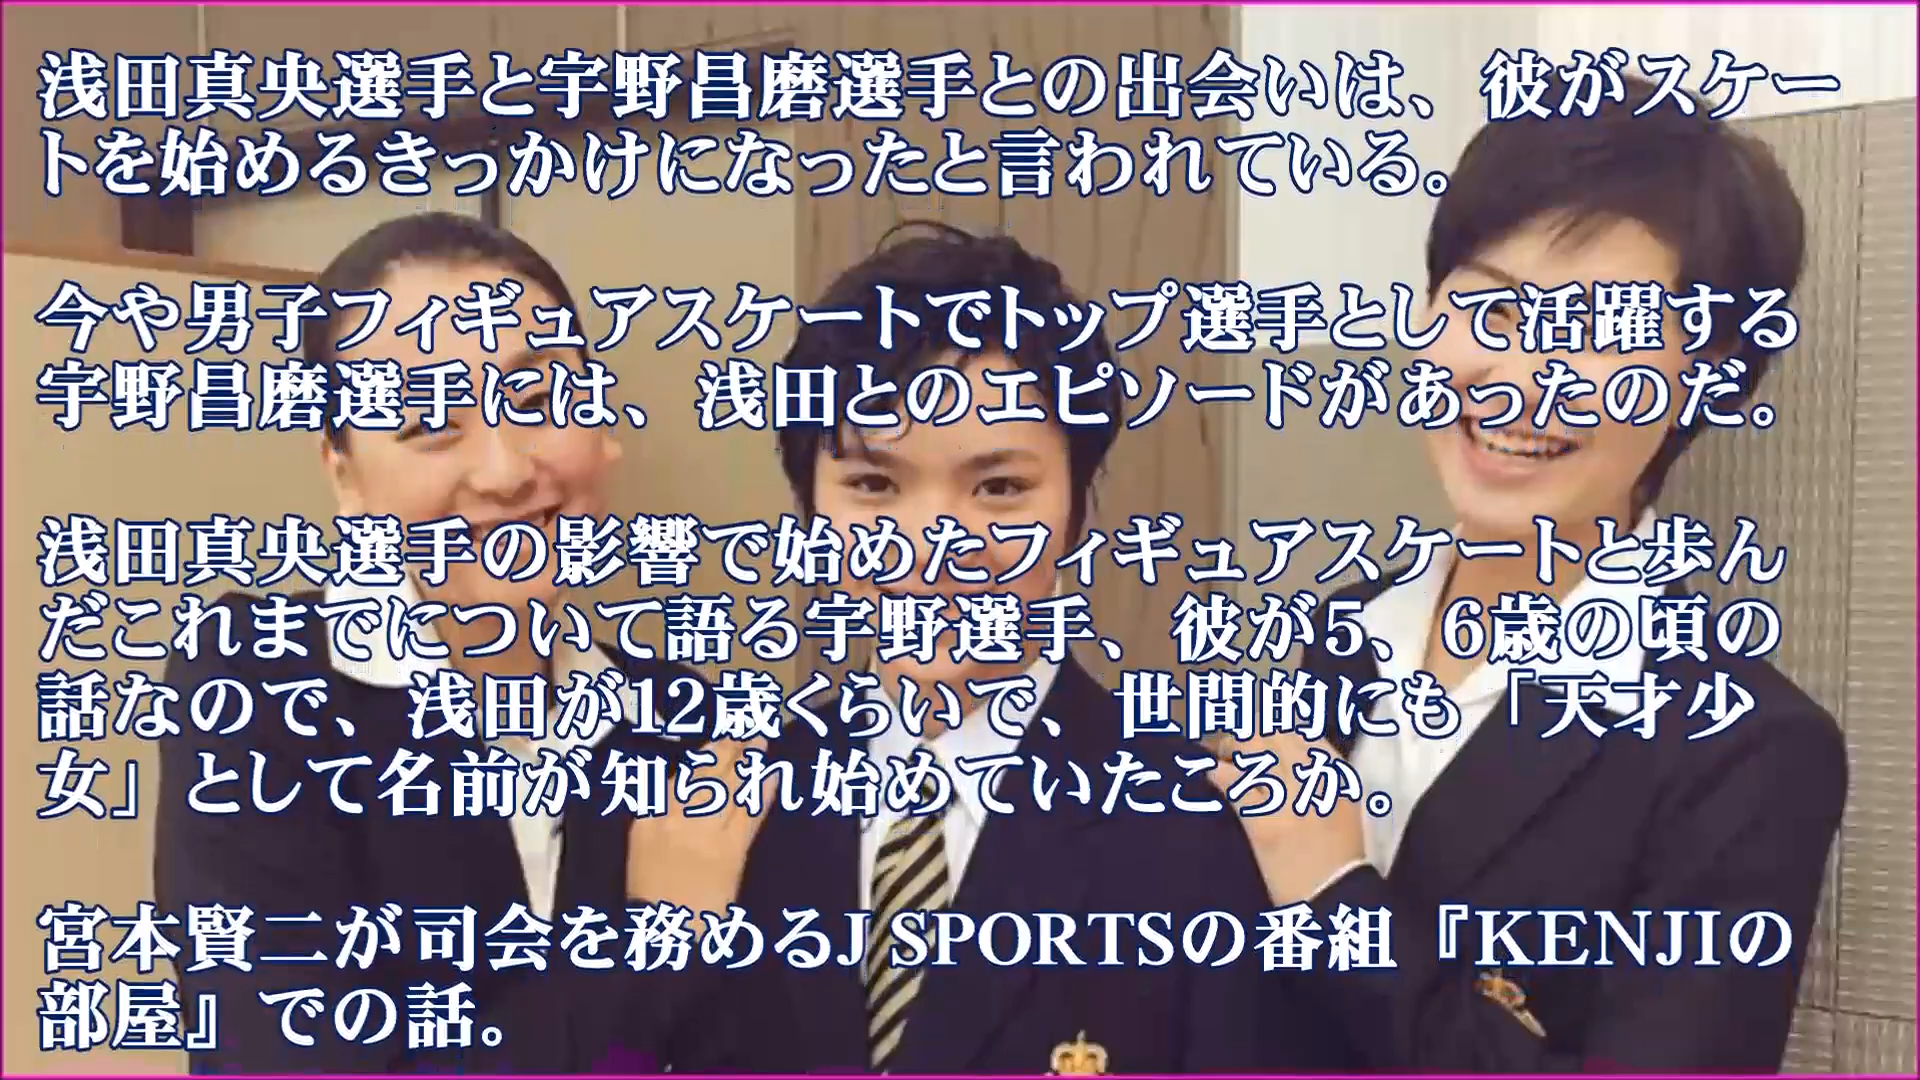 浅田真央選手と宇野昌磨選手との出会いは、彼がスケー
トを始めるきっかけになったと言われている。
今や男子フィギュアスケートでトップ選手として活躍する
宇野昌磨選手には、浅田とのエピソードがあったのだ。
浅田真央選手の影響で始めたフィギュアスケートと歩ん
だこれまでについて語る宇野選手、彼が5、6歳の頃の
話なので、浅田が12歳くらいで、世間的にも「天才少
女」として名前が知られ始めていたころか。
宮本賢二が司会を務めるJ SPORTSの番組『KENJIの
部屋』での話。